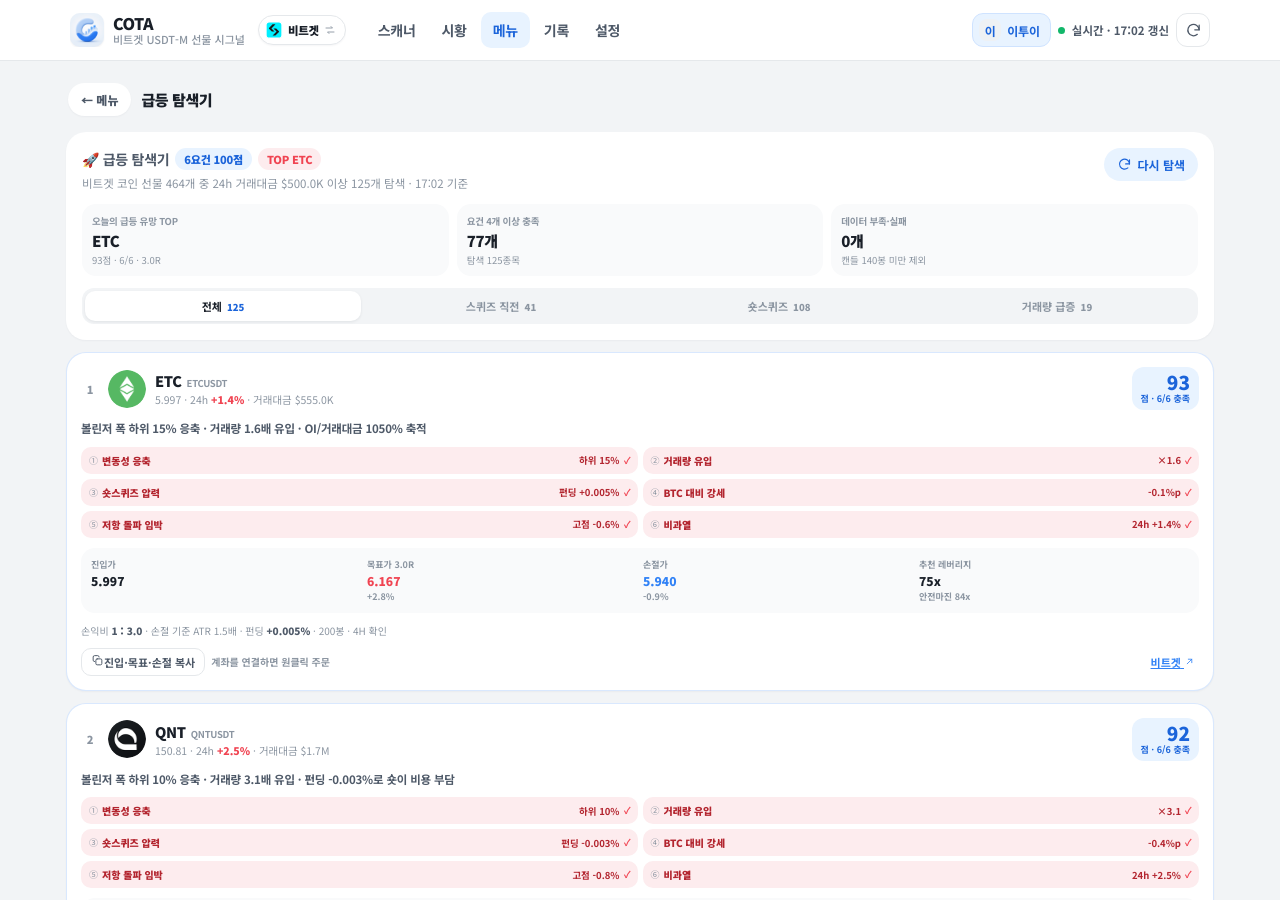 COTA
비트겟 USDT-M 선물 시그널
비트겟
스캐너 시황 메뉴 기록 설정
이 이투이
실시간 · 17:02 갱신
← 메뉴
급등 탐색기
🚀 급등 탐색기 6요건 100점 TOP ETC
비트겟 코인 선물 464개 중 24h 거래대금 $500.0K 이상 125개 탐색 · 17:02 기준
다시 탐색
오늘의 급등 유망 TOP
ETC
93점 · 6/6 · 3.0R
요건 4개 이상 충족
77개
탐색 125종목
데이터 부족·실패
0개
캔들 140봉 미만 제외
전체 125
스퀴즈 직전 41
숏스퀴즈 108
거래량 급증 19
1
ETC ETCUSDT
5.997 · 24h +1.4% · 거래대금 $555.0K
93
점 · 6/6 충족
볼린저 폭 하위 15% 응축 · 거래량 1.6배 유입 · OI/거래대금 1050% 축적
① 변동성 응축 하위 15% ✓
② 거래량 유입 ×1.6 ✓
③ 숏스퀴즈 압력 펀딩 +0.005% ✓
④ BTC 대비 강세 -0.1%p ✓
⑤ 저항 돌파 임박 고점 -0.6% ✓
⑥ 비과열 24h +1.4% ✓
진입가
5.997
목표가 3.0R
6.167
+2.8%
손절가
5.940
-0.9%
추천 레버리지
75x
안전마진 84x
손익비 1 : 3.0 · 손절 기준 ATR 1.5배 · 펀딩 +0.005% · 200봉 · 4H 확인
진입·목표·손절 복사
계좌를 연결하면 원클릭 주문
비트겟 ↗
2
QNT QNTUSDT
150.81 · 24h +2.5% · 거래대금 $1.7M
92
점 · 6/6 충족
볼린저 폭 하위 10% 응축 · 거래량 3.1배 유입 · 펀딩 -0.003%로 숏이 비용 부담
① 변동성 응축 하위 10% ✓
② 거래량 유입 ×3.1 ✓
③ 숏스퀴즈 압력 펀딩 -0.003% ✓
④ BTC 대비 강세 -0.4%p ✓
⑤ 저항 돌파 임박 고점 -0.8% ✓
⑥ 비과열 24h +2.5% ✓